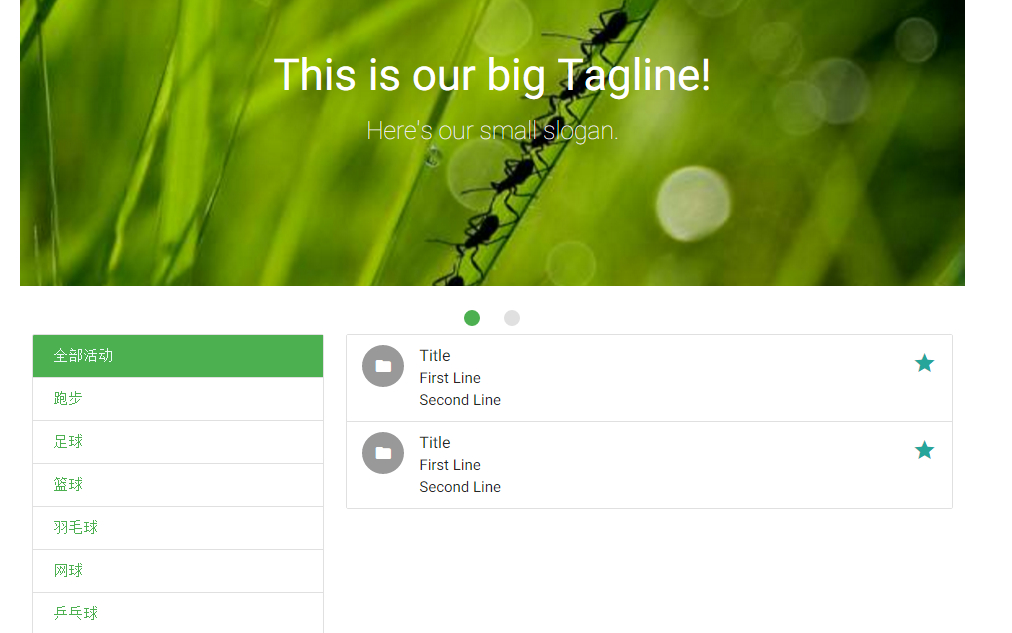 This is our big Tagline!
Here's our small slogan.
全部活动
跑步
足球
篮球
羽毛球
网球
乒乓球
Title
First Line
Second Line
Title
First Line
Second Line